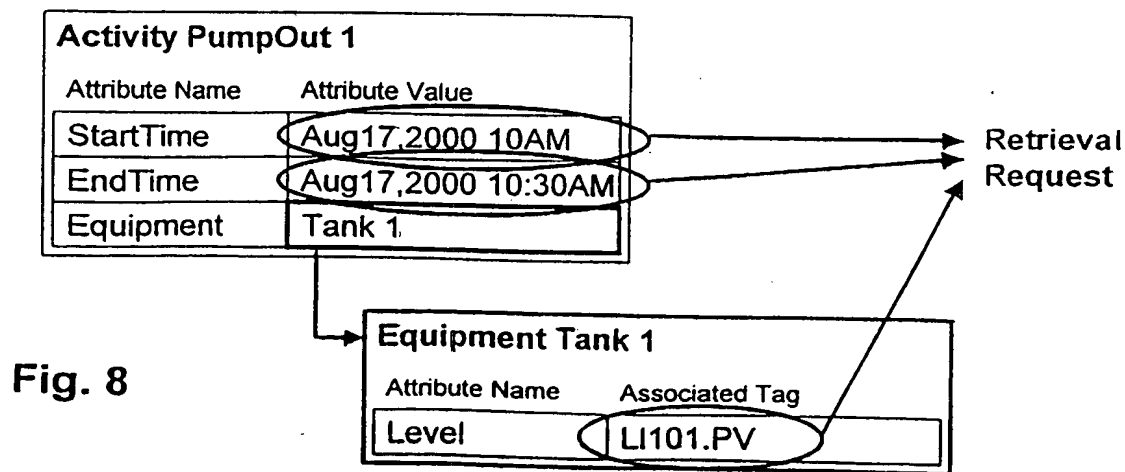 Activity PumpOut 1
Attribute Name Attribute Value
StartTime Aug17,2000 10AM
EndTime Aug17,2000 10:30AM
Equipment Tank 1
Retrieval
Request
Equipment Tank 1
Attribute Name Associated Tag
Level LI101.PV
Fig. 8